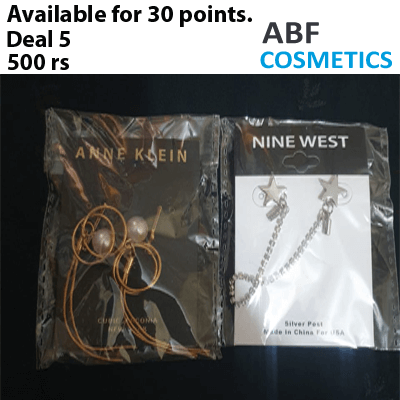 Available for 30 points.
Deal 5
500 rs
ABF
COSMETICS
ANNE KLEIN
NINE WEST
Silver Post
Made In China For USA